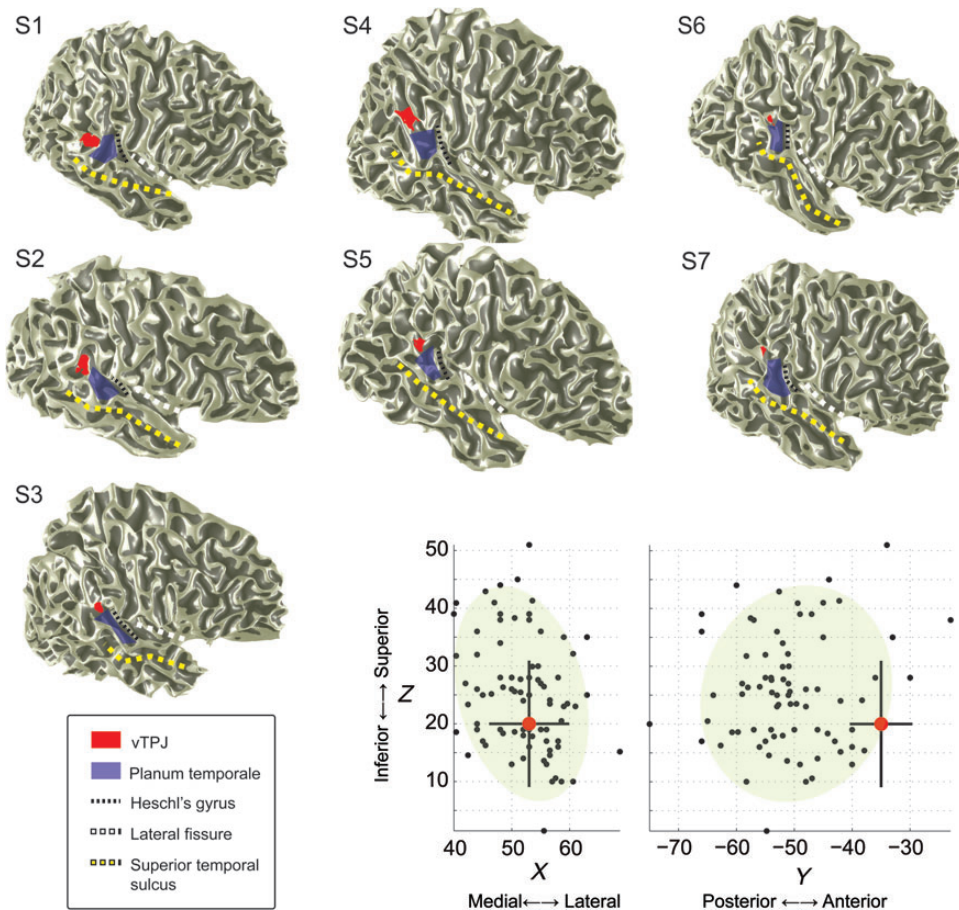 S1
S4
S6
S2
S5
S7
S3
vTPJ
Planum temporale
Heschl's gyrus
Lateral fissure
Superior temporal
sulcus
Inferior ←→ Superior
Z
50
40
30
20
10
40 50 60
X
Medial←→ Lateral
−70 −60 −50 −40 −30
Y
Posterior ←→ Anterior